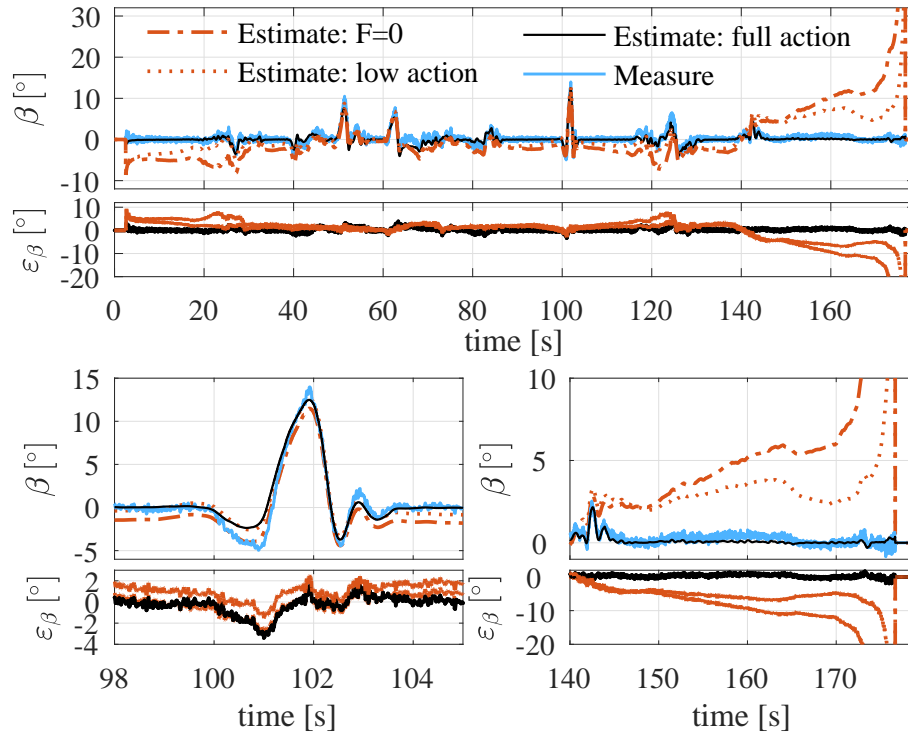 30
20
10
0
-10
β [°]
Estimate: F=0
Estimate: low action
Estimate: full action
Measure
10
0
-10
-20
ε_β [°]
0 20 40 60 80 100 120 140 160
time [s]
15
10
5
0
-5
β [°]
2
0
-2
-4
ε_β [°]
98 100 102 104
time [s]
10
5
0
β [°]
0
-10
-20
ε_β [°]
140 150 160 170
time [s]